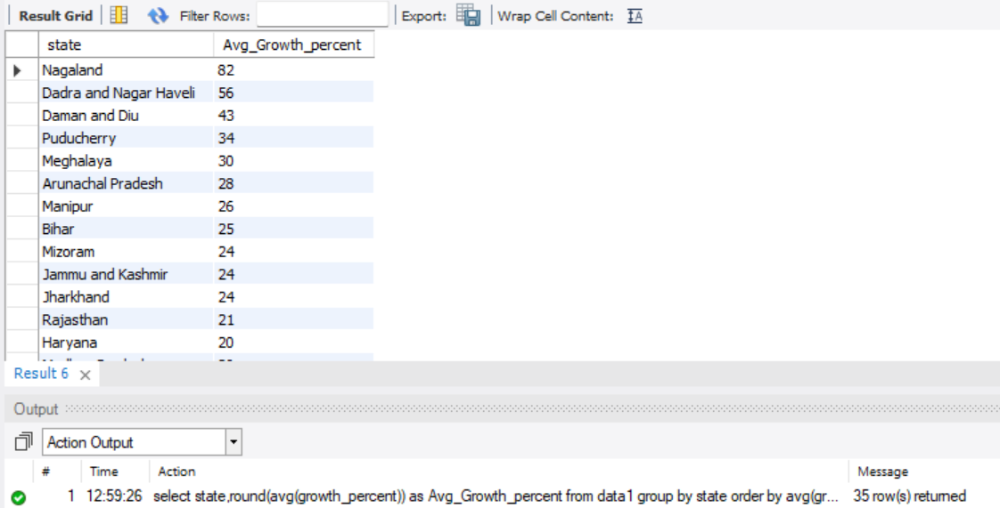 Result Grid Filter Rows: Export: Wrap Cell Content:
state Avg_Growth_percent
Nagaland 82
Dadra and Nagar Haveli 56
Daman and Diu 43
Puducherry 34
Meghalaya 30
Arunachal Pradesh 28
Manipur 26
Bihar 25
Mizoram 24
Jammu and Kashmir 24
Jharkhand 24
Rajasthan 21
Haryana 20
Result 6
Output
Action Output
# Time Action Message
1 12:59:26 select state,round(avg(growth_percent)) as Avg_Growth_percent from data1 group by state order by avg(gr... 35 row(s) returned